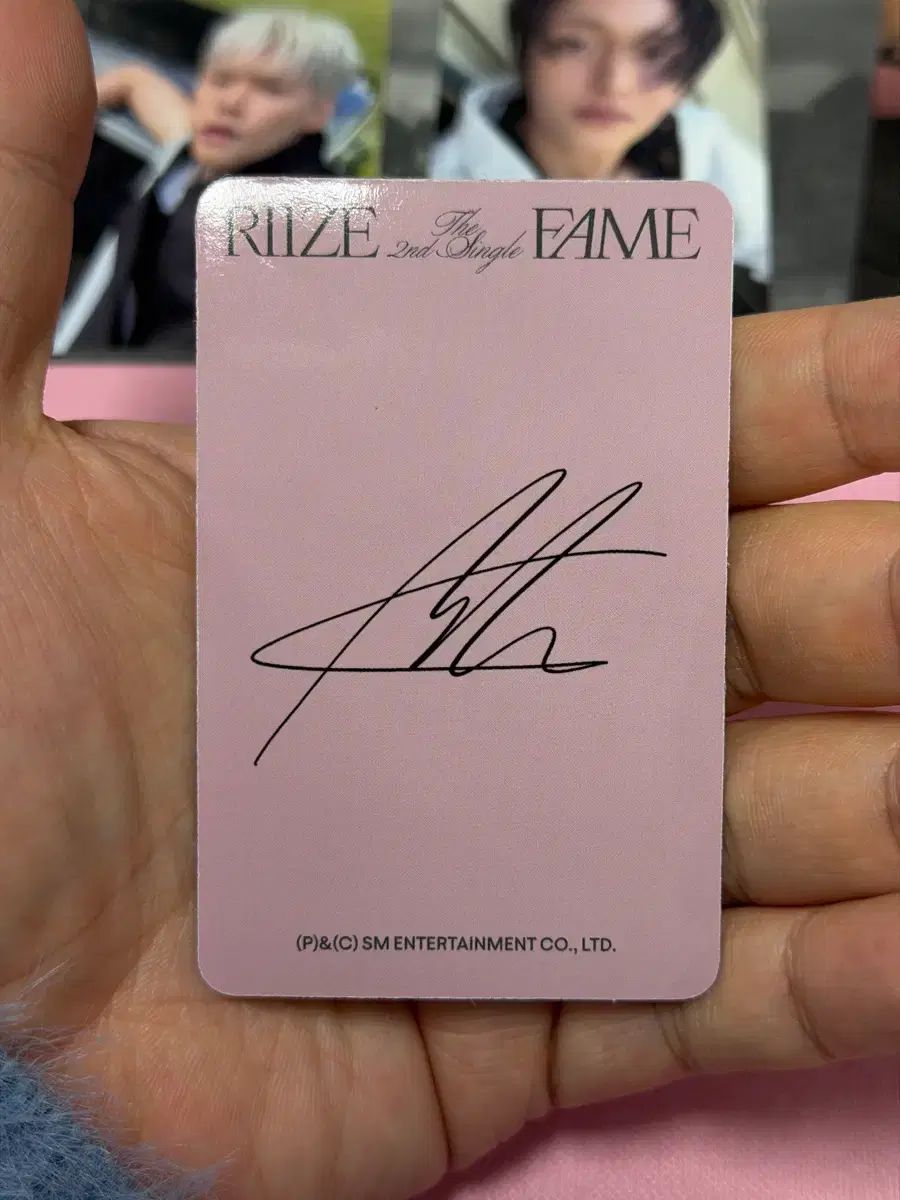 RIIZE The 2nd Single FAME
(P)&(C) SM ENTERTAINMENT CO., LTD.